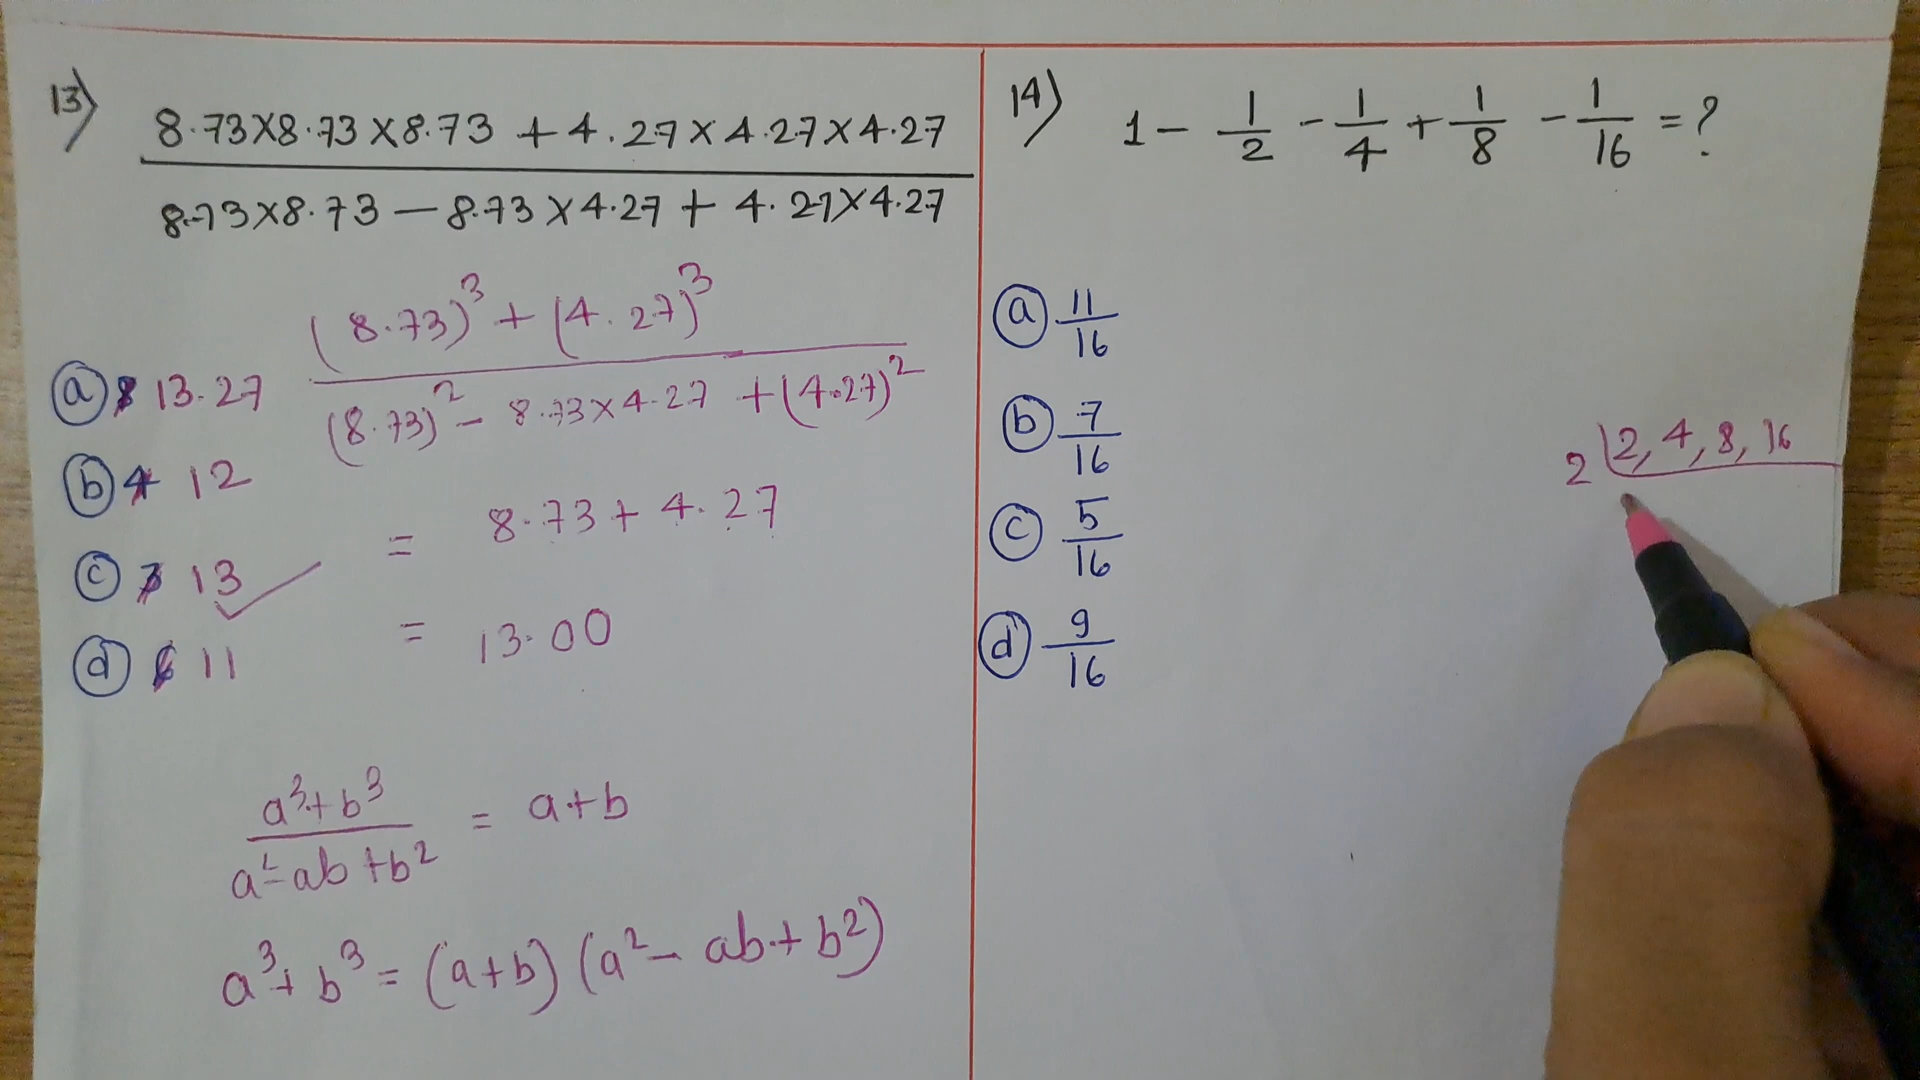 13)
8.73×8.73×8.73 + 4.27×4.27×4.27
8.73×8.73 — 8.73×4.27 + 4.27×4.27
(8.73)³ + (4.27)³
(8.73)² - 8.73×4.27 + (4.27)²
= 8.73 + 4.27
= 13.00
a 13.27
b 12
c 13 ✓
d 11
a³+b³
a²-ab+b²
= a+b
a³+b³ = (a+b) (a²- ab+b²)
14)
1 - 1/2 - 1/4 + 1/8 - 1/16 = ?
a 11/16
b 7/16
c 5/16
d 9/16
2 | 2, 4, 8, 16